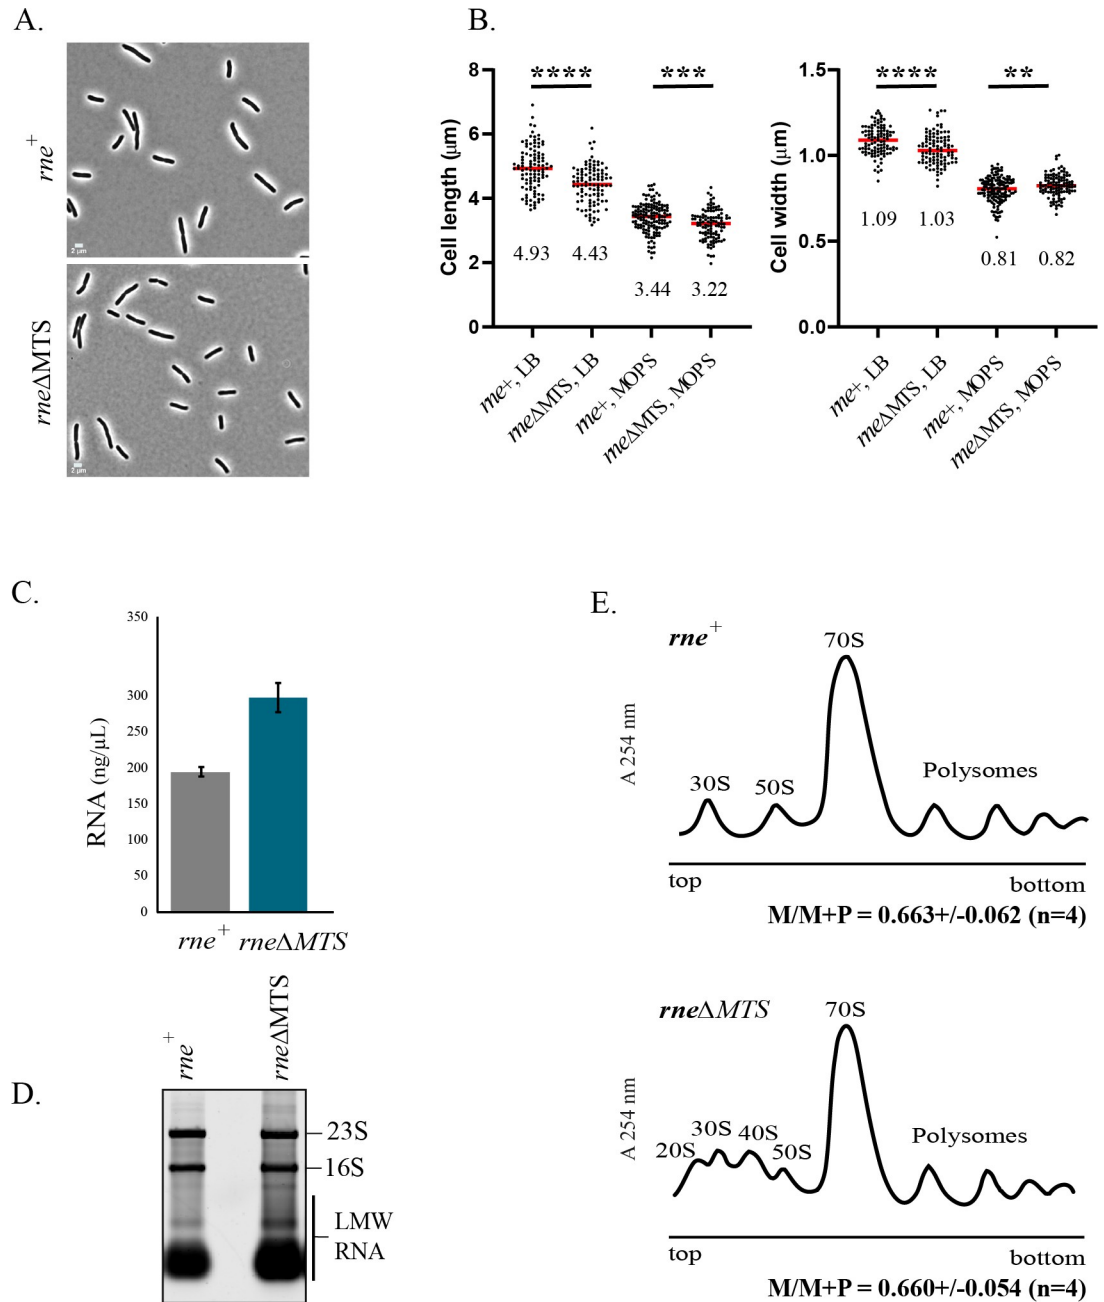 A.
rne+
2 μm
rneΔMTS
2 μm
B.
Cell length (μm)
8
6
4
2
0
****
***
4.93
4.43
3.44
3.22
rne+, LB
rneΔMTS, LB
rne+, MOPS
rneΔMTS, MOPS
Cell width (μm)
1.5
1.0
0.5
0.0
****
**
1.09
1.03
0.81
0.82
rne+, LB
rneΔMTS, LB
rne+, MOPS
rneΔMTS, MOPS
C.
RNA (ng/μL)
350
300
250
200
150
100
50
0
rne+
rneΔMTS
D.
rne+
rneΔMTS
23S
16S
LMW
RNA
E.
rne+
A 254 nm
30S
50S
70S
Polysomes
top
bottom
M/M+P = 0.663+/-0.062 (n=4)
rneΔMTS
A 254 nm
20S
30S
40S
50S
70S
Polysomes
top
bottom
M/M+P = 0.660+/-0.054 (n=4)